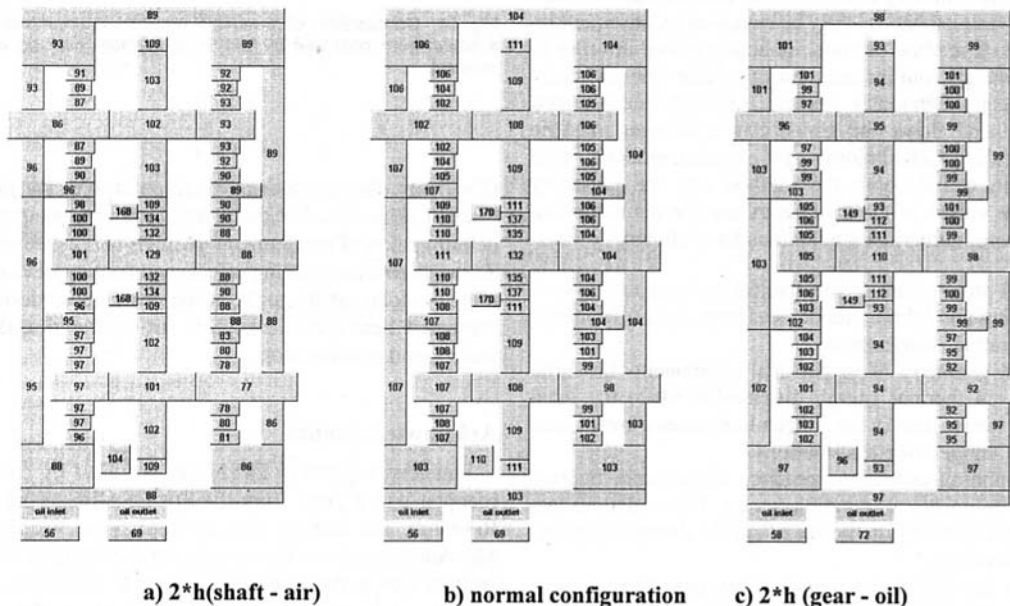 89
93 109 89
91 92
93 89 103 92
87 93
86 102 93
87 93
89 92 89
96 90 103 90
96 89
98 109 90
100 168 134 90
100 132 88
96 101 129 88
100 132 88
100 134 90
96 168 109 88
95 88 88
97 83
97 102 80
97 78
95 97 101 77
97 78
97 102 80 86
96 81
88 104 109 86
88
oil inlet oil outlet
56 69
a) 2*h(shaft - air)
104
106 111 104
106 106
106 104 109 106
102 105
102 108 106
102 105
104 106 104
107 105 109 105
107 104
109 111 106
110 170 137 106
110 135 104
107 111 132 104
110 135 104
110 137 106
108 170 111 104
107 104 104
108 103
108 109 101
107 99
107 107 108 98
107 99
108 109 101 103
107 102
103 110 111 103
103
oil inlet oil outlet
56 69
b) normal configuration
98
101 93 99
101 101
101 99 94 100
97 100
96 95 99
97 100
99 100 99
103 99 94 99
103 99
105 93 101
106 149 112 100
105 111 99
103 105 110 98
105 111 99
106 112 100
103 149 93 99
102 99 99
104 97
103 94 95
102 92
102 101 94 92
102 92
103 94 95 97
102 95
97 96 93 97
97
oil inlet oil outlet
58 72
c) 2*h (gear - oil)